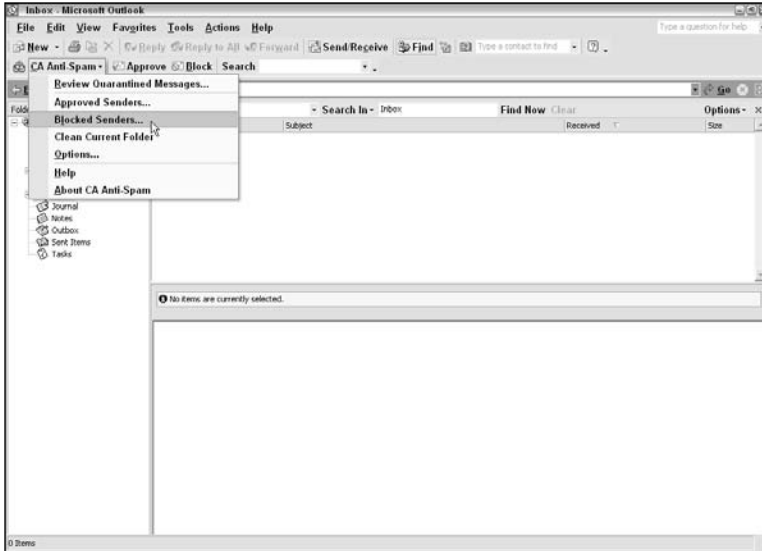 Inbox - Microsoft Outlook
File Edit View Favorites Tools Actions Help Type a question for help
New Reply Reply to All Forward Send/Receive Find Type a contact to find
CA Anti-Spam Approve Block Search
Go
Review Quarantined Messages...
Approved Senders...
Blocked Senders...
Clean Current Folder
Options...
Help
About CA Anti-Spam
Search In Inbox Find Now Clear Options
Subject Received Size
Journal
Notes
Outbox
Sent Items
Tasks
No items are currently selected.
0 Items